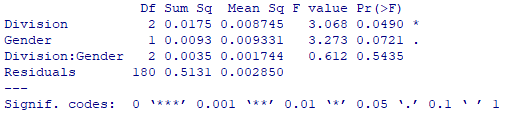 Df Sum Sq Mean Sq F value Pr(>F)
Division 2 0.0175 0.008745 3.068 0.0490 *
Gender 1 0.0093 0.009331 3.273 0.0721 .
Division:Gender 2 0.0035 0.001744 0.612 0.5435
Residuals 180 0.5131 0.002850
---
Signif. codes: 0 ‘***’ 0.001 ‘**’ 0.01 ‘*’ 0.05 ‘.’ 0.1 ‘ ’ 1